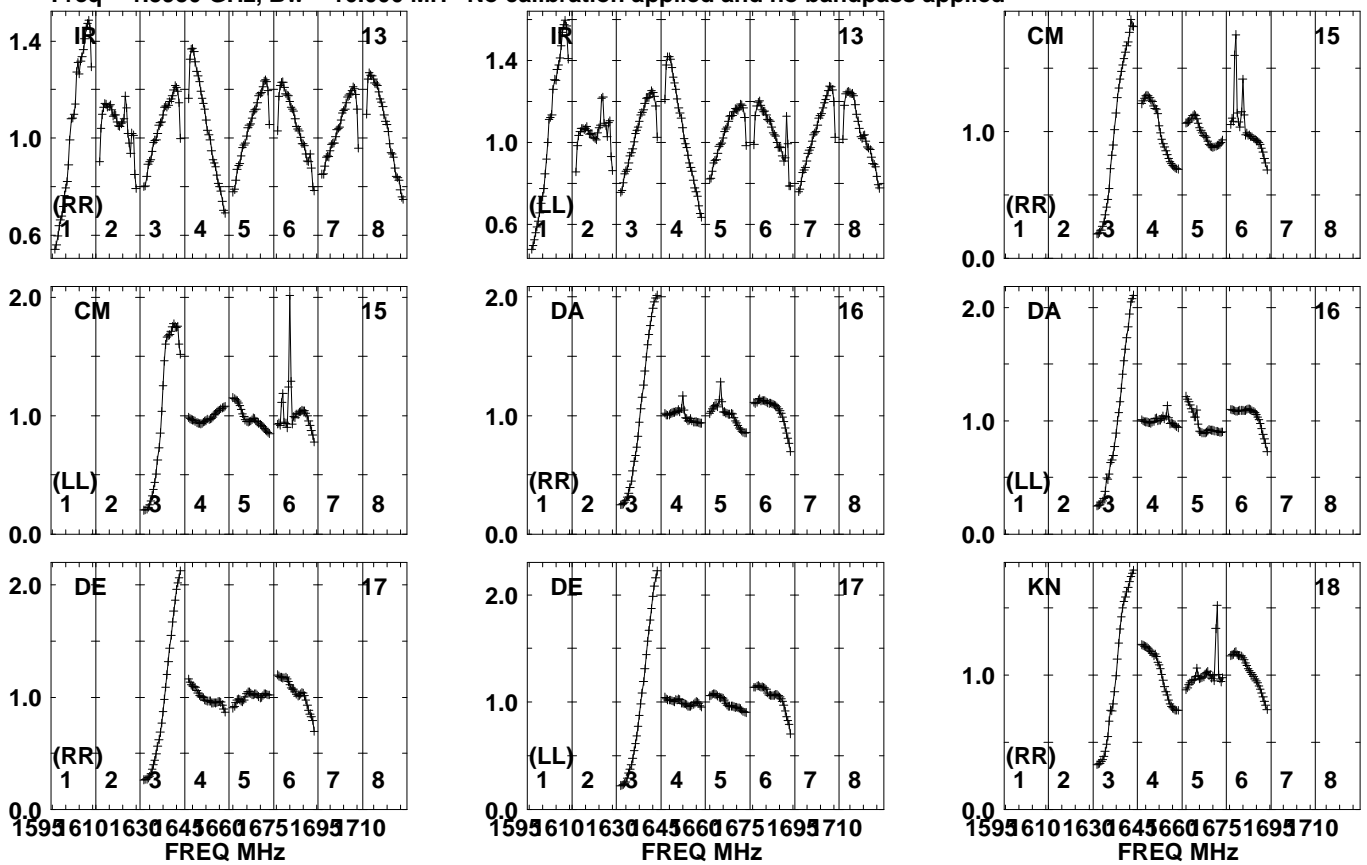 No calibration applied and no bandpass applied
IR 13
1.4
1.0
0.6
(RR)
1 2 3 4 5 6 7 8
IR 13
1.4
1.0
0.6
(LL)
1 2 3 4 5 6 7 8
CM 15
1.0
0.0
(RR)
1 2 3 4 5 6 7 8
CM 15
2.0
1.0
0.0
(LL)
1 2 3 4 5 6 7 8
DA 16
2.0
1.0
0.0
(RR)
1 2 3 4 5 6 7 8
DA 16
2.0
1.0
0.0
(LL)
1 2 3 4 5 6 7 8
DE 17
2.0
1.0
0.0
(RR)
1 2 3 4 5 6 7 8
1595 1610 1630 1645 1660 1675 1695 1710
FREQ MHz
DE 17
2.0
1.0
0.0
(LL)
1 2 3 4 5 6 7 8
1595 1610 1630 1645 1660 1675 1695 1710
FREQ MHz
KN 18
1.0
0.0
(RR)
1 2 3 4 5 6 7 8
1595 1610 1630 1645 1660 1675 1695 1710
FREQ MHz